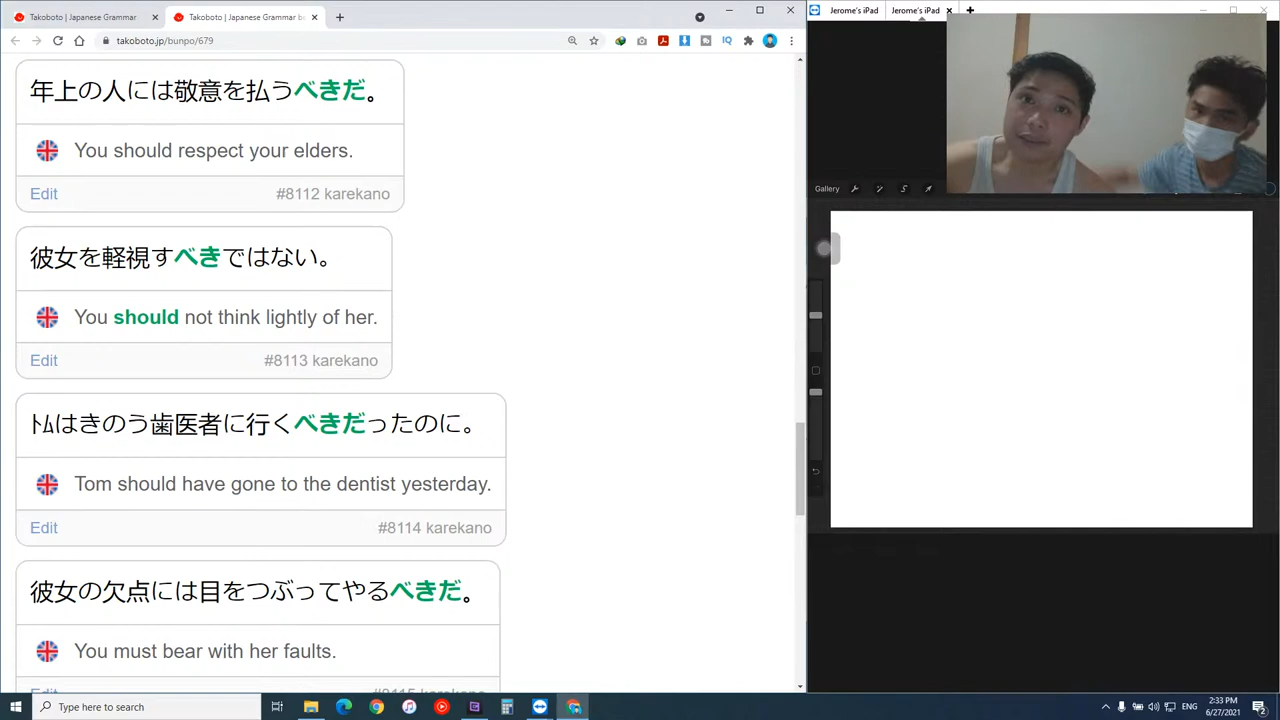 Takoboto | Japanese G
Takoboto | Japanese Grammar b
Jerome's iPad
Jerome's iPad
takoboto.jp/bunpo/679
IQ
Gallery
年上の人には敬意を払うべきだ。
You should respect your elders.
Edit
#8112 karekano
彼女を軽視すべきではない。
You should not think lightly of her.
Edit
#8113 karekano
ﾄﾑはきのう歯医者に行くべきだったのに。
Tom should have gone to the dentist yesterday.
Edit
#8114 karekano
彼女の欠点には目をつぶってやるべきだ。
You must bear with her faults.
Edit
#8115 karekano
Type here to search
ENG
2:33 PM
6/27/2021
2